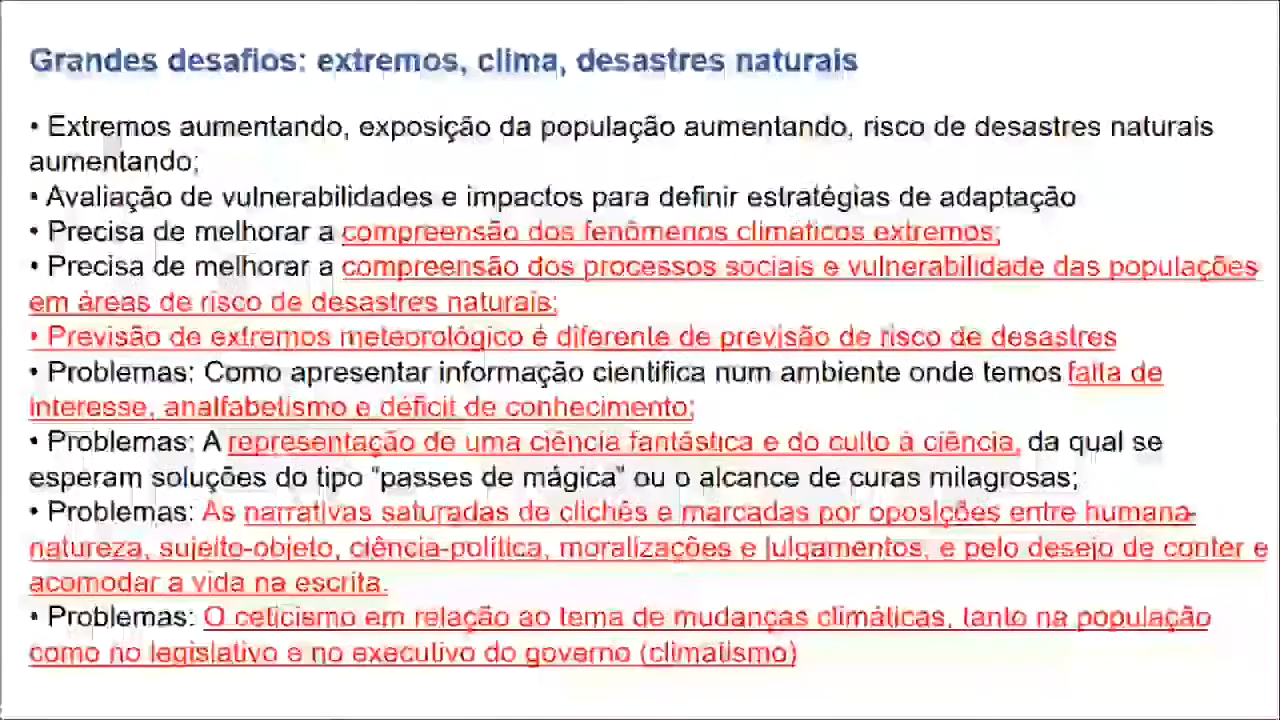 Grandes desafios: extremos, clima, desastres naturais
• Extremos aumentando, exposição da população aumentando, risco de desastres naturais
aumentando;
• Avaliação de vulnerabilidades e impactos para definir estratégias de adaptação
• Precisa de melhorar a compreensão dos fenômenos climáticos extremos;
• Precisa de melhorar a compreensão dos processos sociais e vulnerabilidade das populações
em áreas de risco de desastres naturais;
• Previsão de extremos meteorológico é diferente de previsão de risco de desastres
• Problemas: Como apresentar informação cientifica num ambiente onde temos falta de
interesse, analfabetismo e déficit de conhecimento;
• Problemas: A representação de uma ciência fantástica e do culto à ciência, da qual se
esperam soluções do tipo "passes de mágica" ou o alcance de curas milagrosas;
• Problemas: As narrativas saturadas de clichês e marcadas por oposições entre humana-
natureza, sujeito-objeto, ciência-política, moralizações e julgamentos, e pelo desejo de conter e
acomodar a vida na escrita.
• Problemas: O ceticismo em relação ao tema de mudanças climáticas, tanto na população
como no legislativo e no executivo do governo (climatismo)